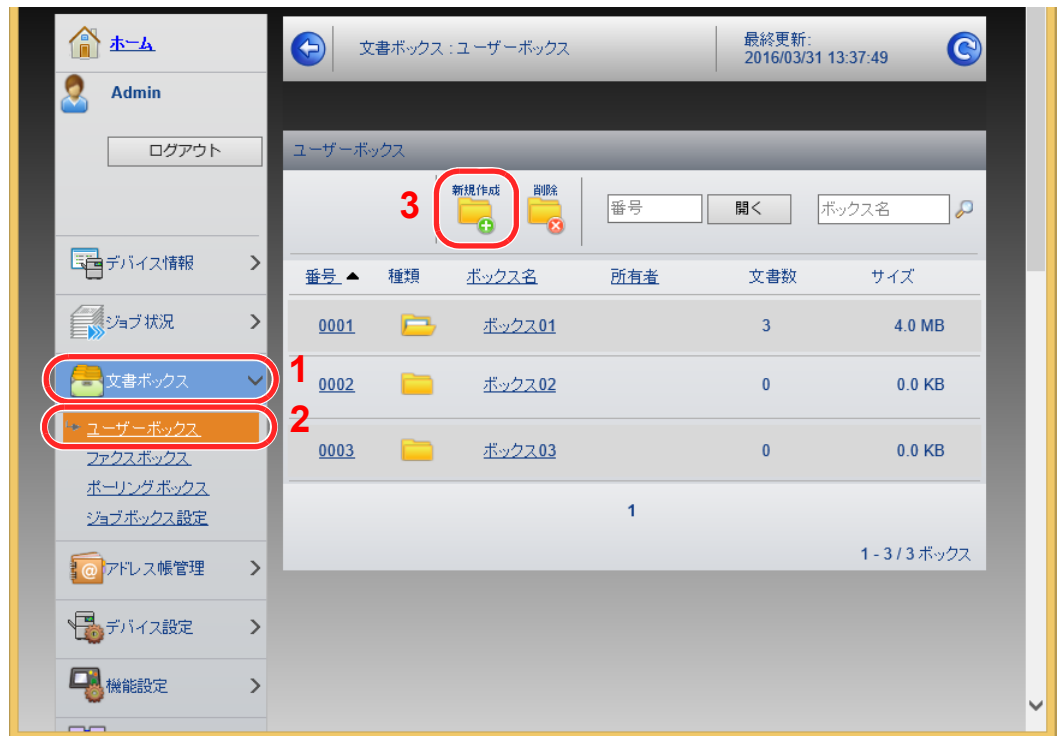 ホーム
Admin
ログアウト
デバイス情報
ジョブ状況
文書ボックス
1
ユーザーボックス
2
ファクスボックス
ポーリングボックス
ジョブボックス設定
アドレス帳管理
デバイス設定
機能設定
文書ボックス : ユーザーボックス
最終更新:
2016/03/31 13:37:49
ユーザーボックス
3
新規作成 削除
番号 開く ボックス名
番号 種類 ボックス名 所有者 文書数 サイズ
0001 ボックス01 3 4.0 MB
0002 ボックス02 0 0.0 KB
0003 ボックス03 0 0.0 KB
1
1 - 3 / 3 ボックス